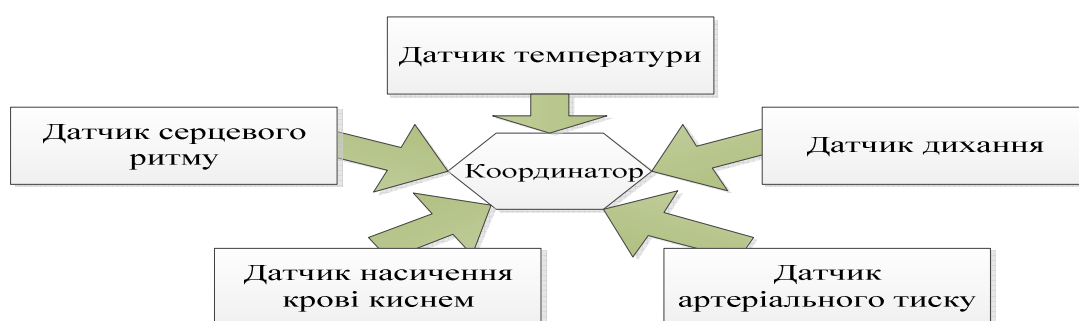 Датчик температури
Датчик серцевого
ритму
Координатор
Датчик дихання
Датчик насичення
крові киснем
Датчик
артеріального тиску